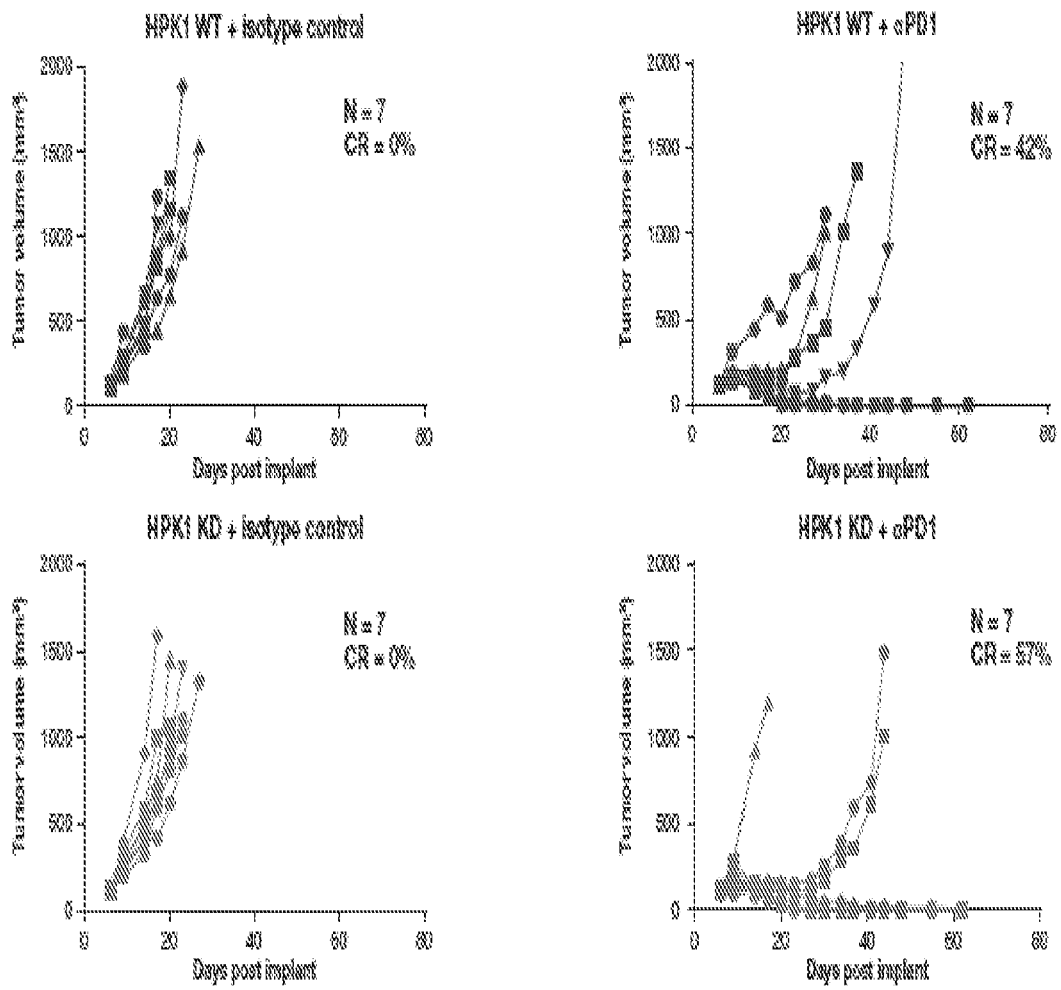 HPK1 WT + isotype control
2000
1500
1000
500
0
0 20 40 60 80
N = 7
CR = 0%
Tumor volume (mm³)
Days post implant
HPK1 WT + αPD1
2000
1500
1000
500
0
0 20 40 60 80
N = 7
CR = 42%
Tumor volume (mm³)
Days post implant
HPK1 KD + isotype control
2000
1500
1000
500
0
0 20 40 60 80
N = 7
CR = 0%
Tumor volume (mm³)
Days post implant
HPK1 KD + αPD1
2000
1500
1000
500
0
0 20 40 60 80
N = 7
CR = 57%
Tumor volume (mm³)
Days post implant